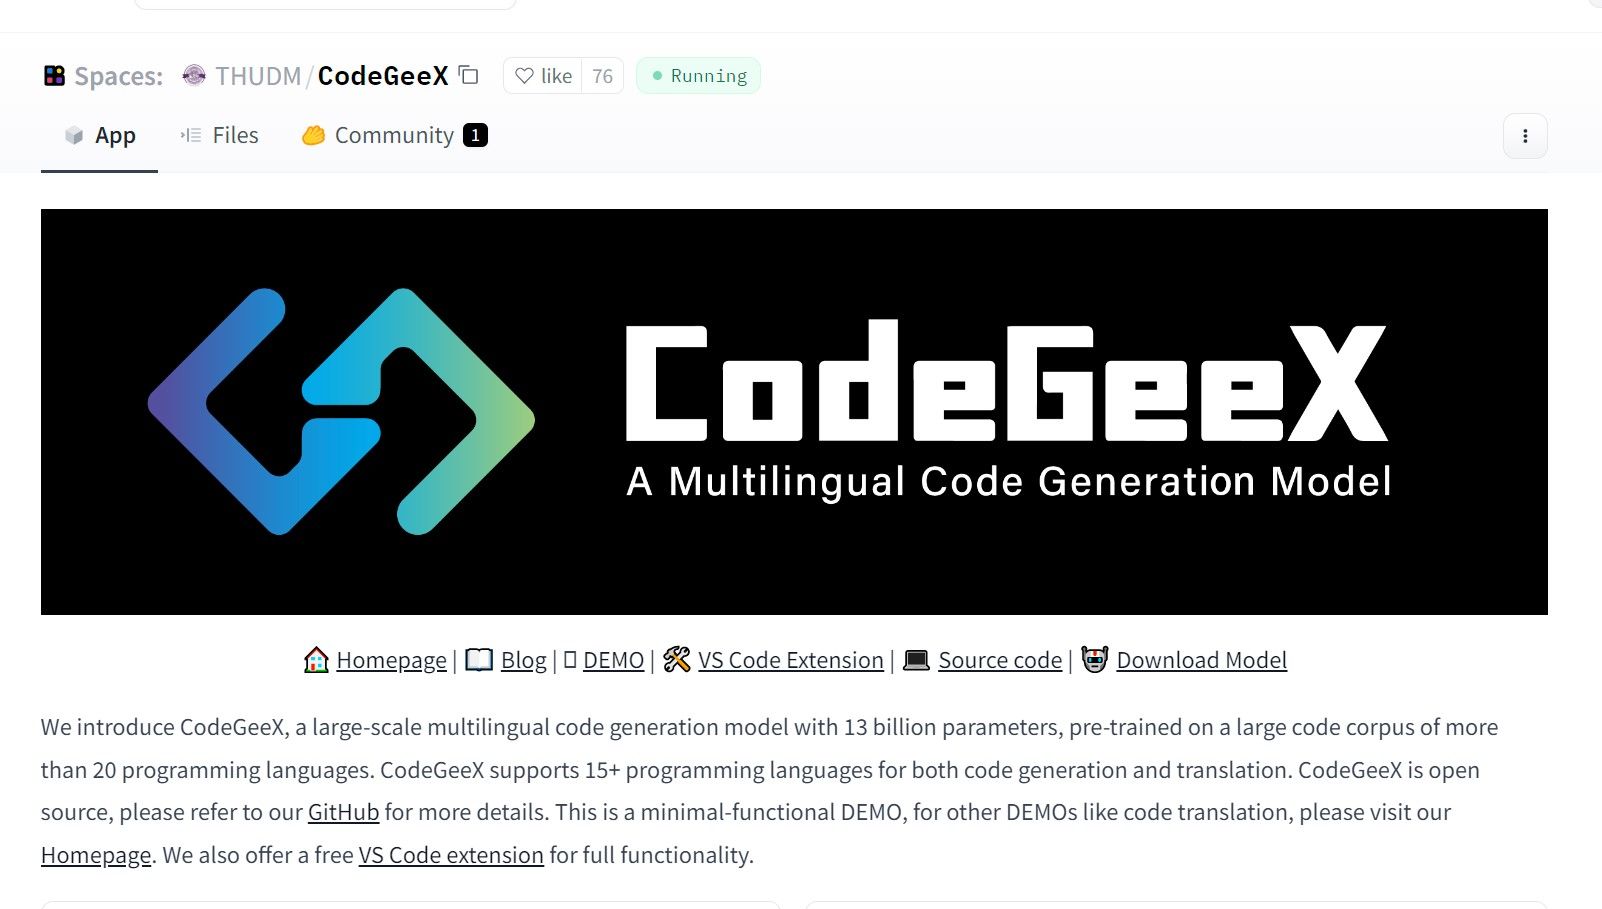 Spaces: THUDM/CodeGeeX like 76 Running
App Files Community 1
CodeGeeX
A Multilingual Code Generation Model
🏠 Homepage | 📖 Blog | ▯ DEMO | 🛠 VS Code Extension | 💻 Source code | 🤖 Download Model
We introduce CodeGeeX, a large-scale multilingual code generation model with 13 billion parameters, pre-trained on a large code corpus of more
than 20 programming languages. CodeGeeX supports 15+ programming languages for both code generation and translation. CodeGeeX is open
source, please refer to our GitHub for more details. This is a minimal-functional DEMO, for other DEMOs like code translation, please visit our
Homepage. We also offer a free VS Code extension for full functionality.